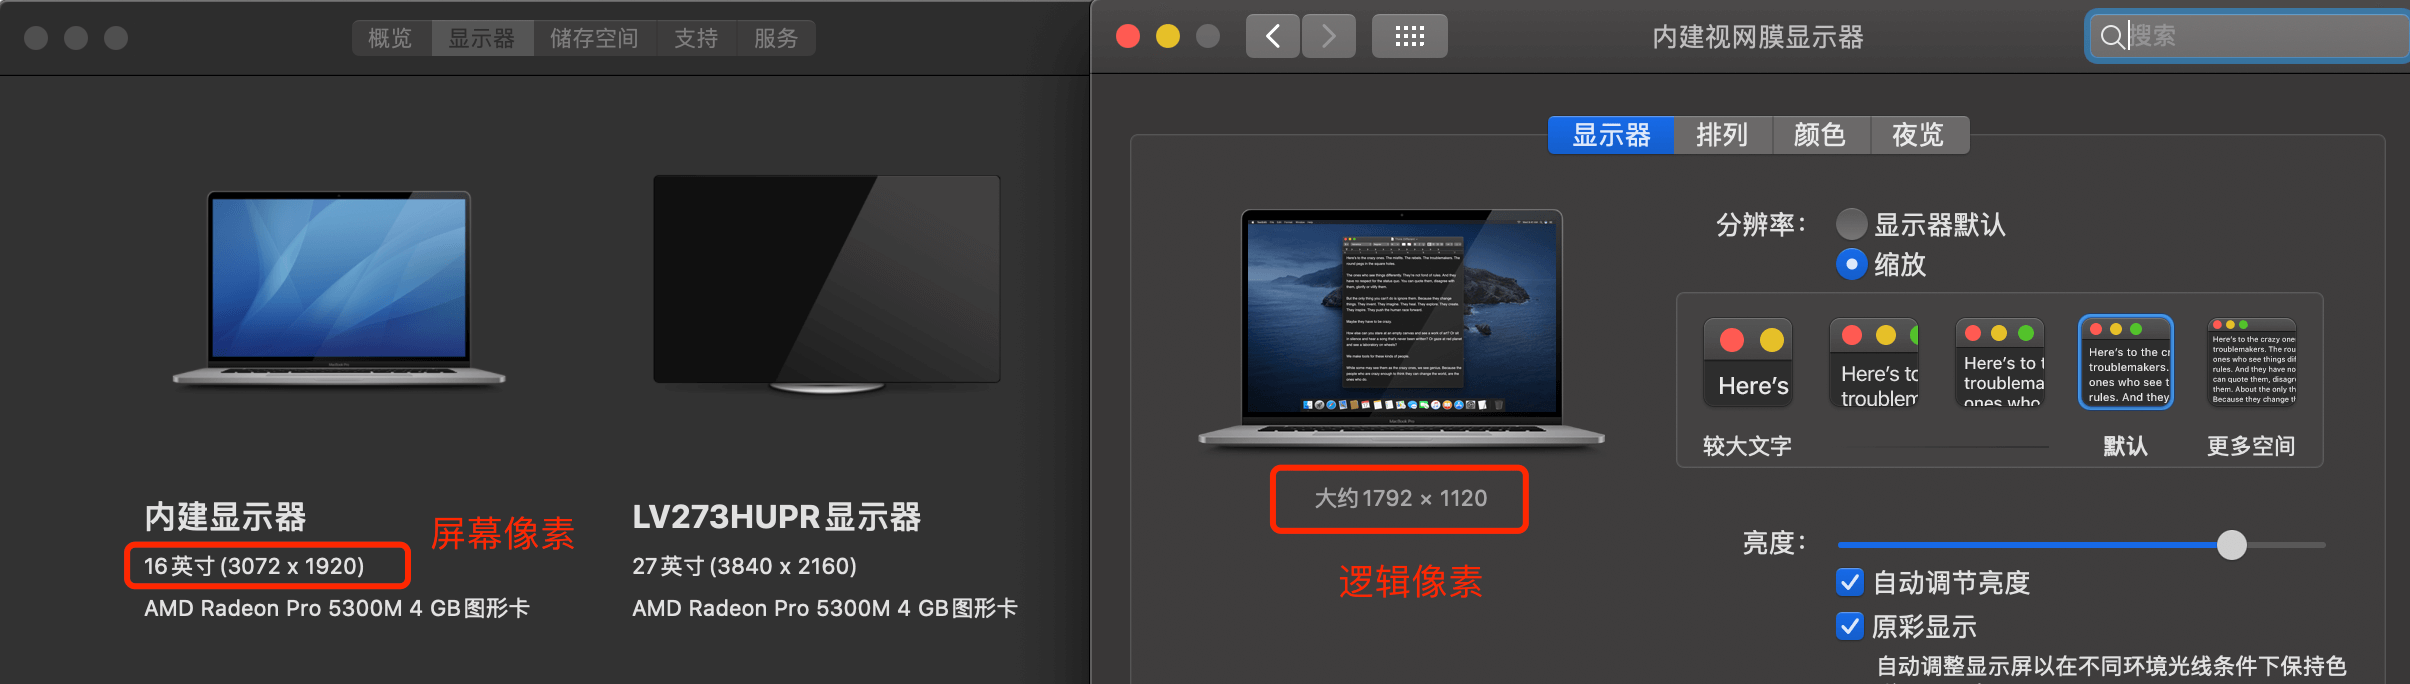 概览 显示器 储存空间 支持 服务
内建显示器
屏幕像素
16英寸 (3072 x 1920)
AMD Radeon Pro 5300M 4 GB图形卡
LV273HUPR显示器
27英寸 (3840 x 2160)
AMD Radeon Pro 5300M 4 GB图形卡
内建视网膜显示器
搜索
显示器 排列 颜色 夜览
大约1792 × 1120
逻辑像素
分辨率：
显示器默认
缩放
Here's
Here's to
troublem
Here's to t
troublema
ones who
Here's to the cr
troublemakers.
ones who see t
rules. And they
Here's to the crazy one
troublemakers. The rou
ones who see things dif
rules. And they have no
can quote them, disagr
them. About the only th
Because they change t
较大文字
默认
更多空间
亮度：
自动调节亮度
原彩显示
自动调整显示屏以在不同环境光线条件下保持色